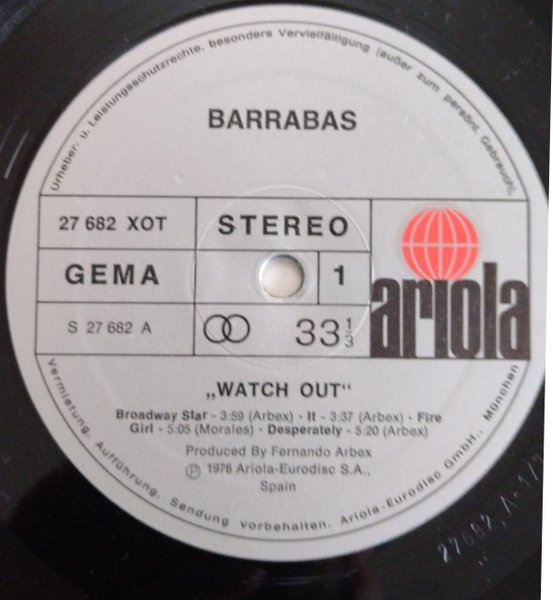 Urheber- u. Leistungsschutzrechte, besonders Vervielfältigung (außer zum persönl. Gebrauch),
BARRABAS
27 682 XOT
STEREO
GEMA
1
ariola
S 27 682 A
33 1/3
„WATCH OUT“
Broadway Star - 3:59 (Arbex) · It - 3:37 (Arbex) · Fire
Girl - 5:05 (Morales) · Desperately - 5:20 (Arbex)
Produced By Fernando Arbex
Ⓟ 1976 Ariola-Eurodisc S.A.,
Spain
Vermietung, Aufführung, Sendung vorbehalten. Ariola-Eurodisc GmbH., München